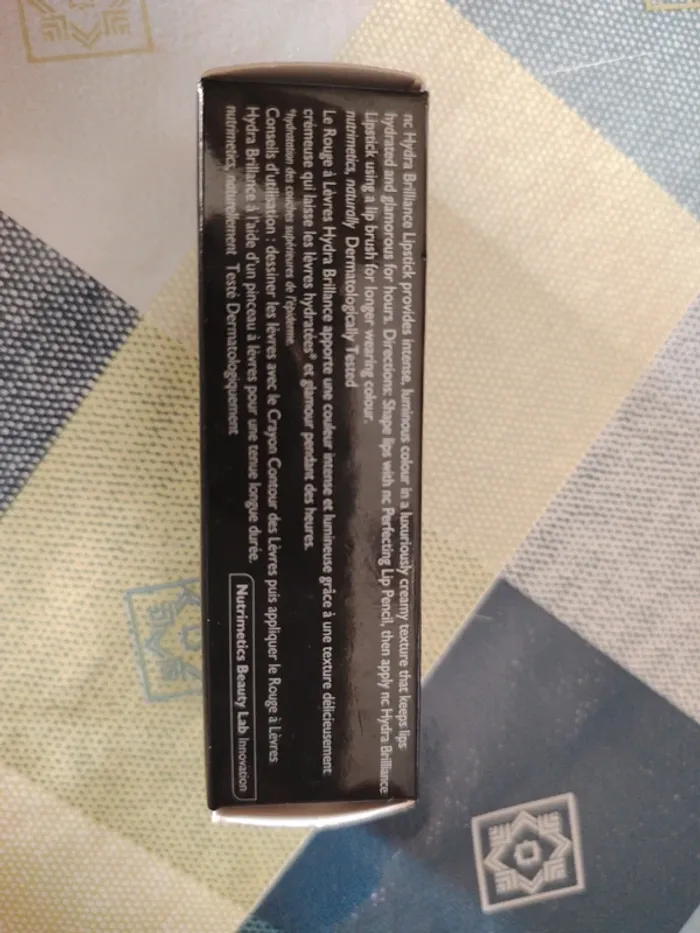 nc Hydra Brilliance Lipstick provides intense, luminous colour in a luxuriously creamy texture that keeps lips
hydrated and glamorous for hours. Directions: Shape lips with nc Perfecting Lip Pencil, then apply nc Hydra Brilliance
Lipstick using a lip brush for longer wearing colour.
nutrimetics, naturally Dermatologically Tested
Le Rouge à Lèvres Hydra Brillance apporte une couleur intense et lumineuse grâce à une texture délicieusement
crémeuse qui laisse les lèvres hydratées* et glamour pendant des heures.
*hydratation des couches supérieures de l'épiderme
Conseils d'utilisation : dessiner les lèvres avec le Crayon Contour des Lèvres puis appliquer le Rouge à Lèvres
Hydra Brillance à l'aide d'un pinceau à lèvres pour une tenue longue durée.
nutrimetics, naturellement Testé Dermatologiquement
Nutrimetics Beauty Lab Innovation